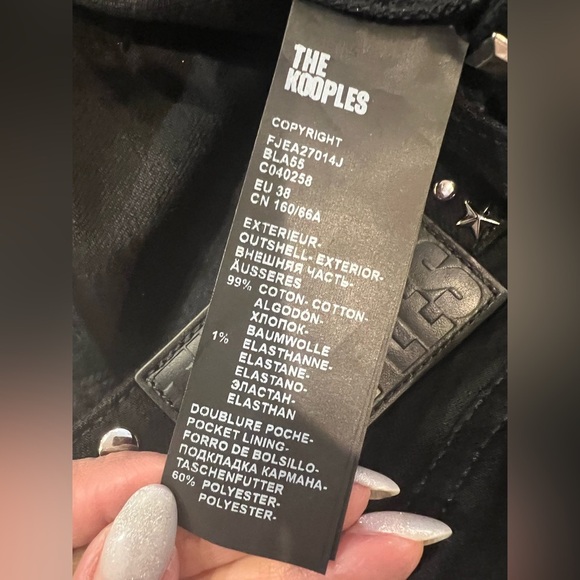 THE
KOOPLES
COPYRIGHT
FJEA27014J
BLA55
C040258
EU 38
CN 160/66A
EXTERIEUR-
OUTSHELL- EXTERIOR-
ВНЕШНЯЯ ЧАСТЬ-
ÄUSSERES
99% COTON- COTTON-
ALGODÓN-
ХЛОПОК-
BAUMWOLLE
1% ELASTHANNE-
ELASTANE-
ELASTANO-
ЭЛАСТАН-
ELASTHAN
DOUBLURE POCHE-
POCKET LINING-
FORRO DE BOLSILLO-
ПОДКЛАДКА КАРМАНА-
TASCHENFUTTER
60% POLYESTER-
POLYESTER-